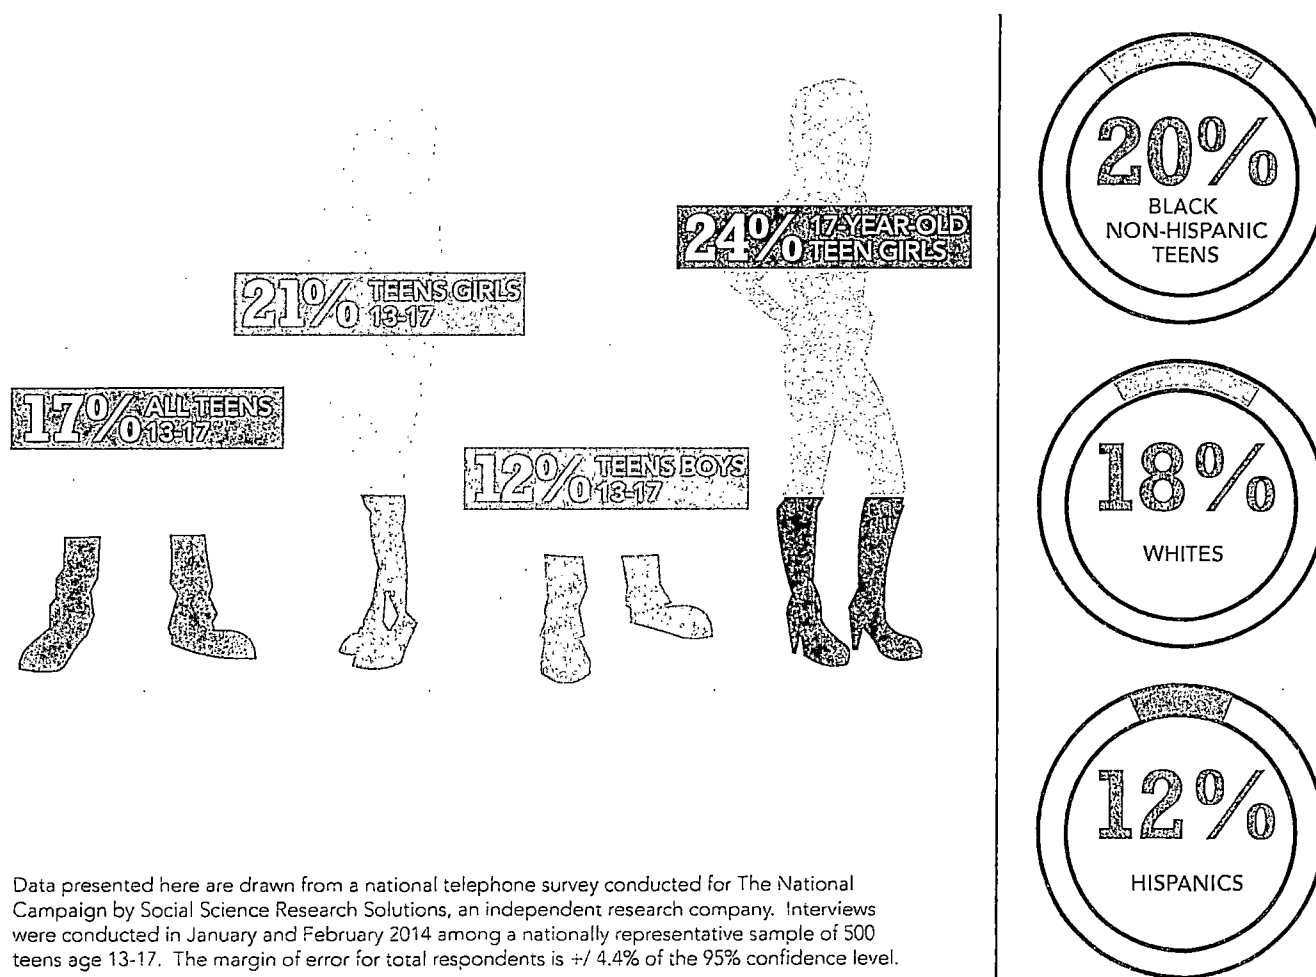 17% ALL TEENS
13-17
21% TEENS GIRLS
13-17
12% TEENS BOYS
13-17
24% 17-YEAR-OLD
TEEN GIRLS
20%
BLACK
NON-HISPANIC
TEENS
18%
WHITES
12%
HISPANICS
Data presented here are drawn from a national telephone survey conducted for The National
Campaign by Social Science Research Solutions, an independent research company. Interviews
were conducted in January and February 2014 among a nationally representative sample of 500
teens age 13-17. The margin of error for total respondents is +/ 4.4% of the 95% confidence level.